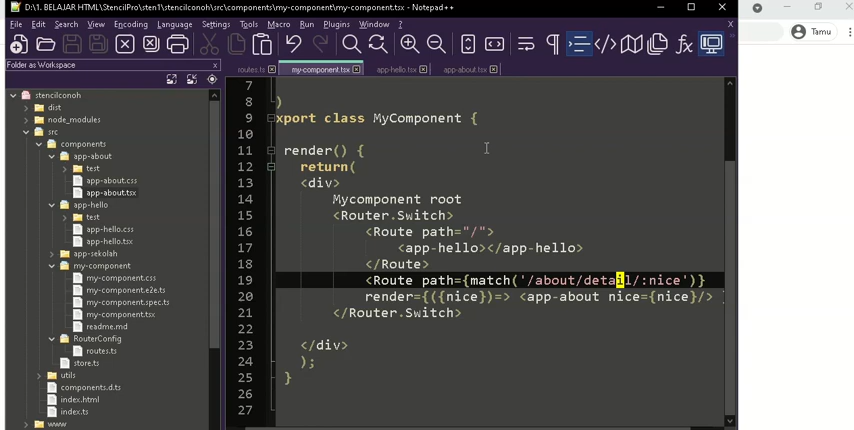 D:\1. BELAJAR HTML\StencilPro\sten1\stencilconoh\src\components\my-component\my-component.tsx - Notepad++
File Edit Search View Encoding Language Settings Tools Macro Run Plugins Window ? X
Tamu
Folder as Workspace x
routes.ts my-component.tsx app-hello.tsx app-about.tsx
stencilconoh
dist
node_modules
src
components
app-about
test
app-about.css
app-about.tsx
app-hello
test
app-hello.css
app-hello.tsx
app-sekolah
my-component
my-component.css
my-component.e2e.ts
my-component.spec.ts
my-component.tsx
readme.md
RouterConfig
routes.ts
store.ts
utils
components.d.ts
index.html
index.ts
www
7
8 )
9 xport class MyComponent {
10
11 render() {
12 return(
13 <div>
14 Mycomponent root
15 <Router.Switch>
16 <Route path="/">
17 <app-hello></app-hello>
18 </Route>
19 <Route path={match('/about/detail/:nice')}
20 render={({nice})=> <app-about nice={nice}/> }
21 </Router.Switch>
22
23 </div>
24 );
25 }
26
27